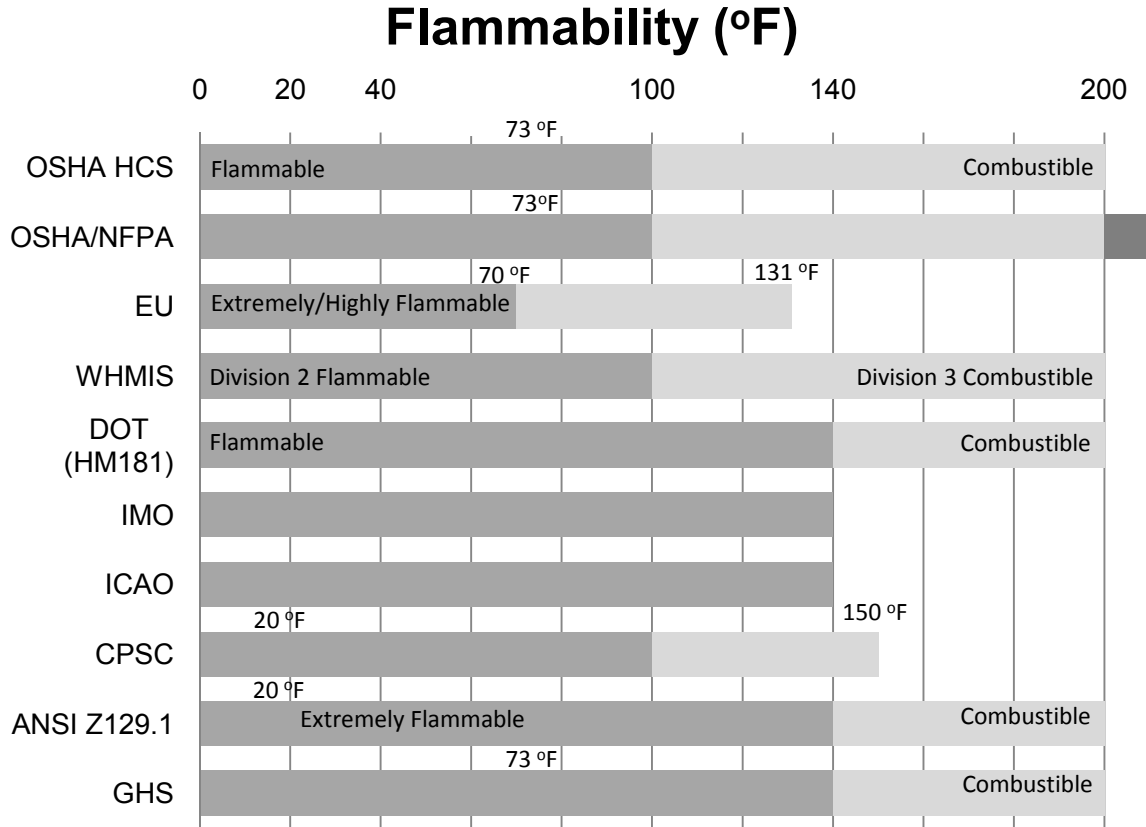 Flammability (ºF)
0 20 40 100 140 200
73 ºF
OSHA HCS Flammable Combustible
73ºF
OSHA/NFPA
70 ºF 131 ºF
EU Extremely/Highly Flammable
WHMIS Division 2 Flammable Division 3 Combustible
DOT
(HM181) Flammable Combustible
IMO
ICAO
20 ºF 150 ºF
CPSC
20 ºF
ANSI Z129.1 Extremely Flammable Combustible
73 ºF
GHS Combustible